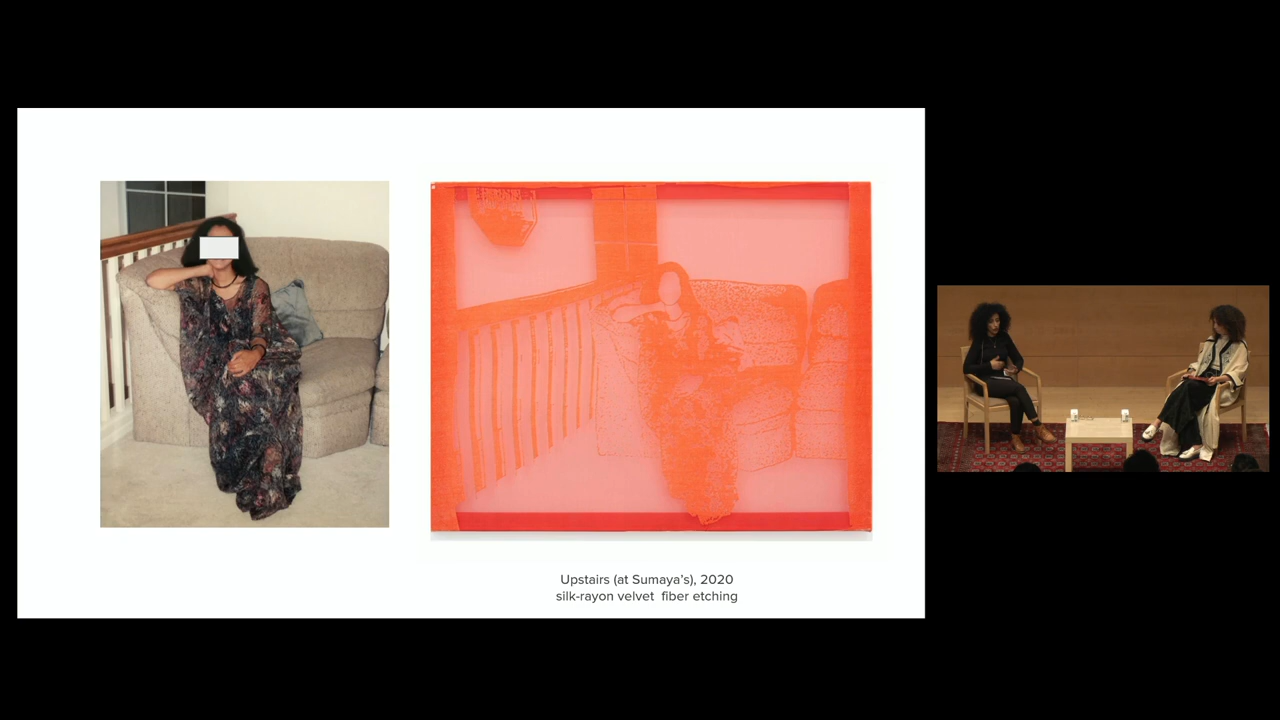 Upstairs (at Sumaya's), 2020
silk-rayon velvet  fiber etching